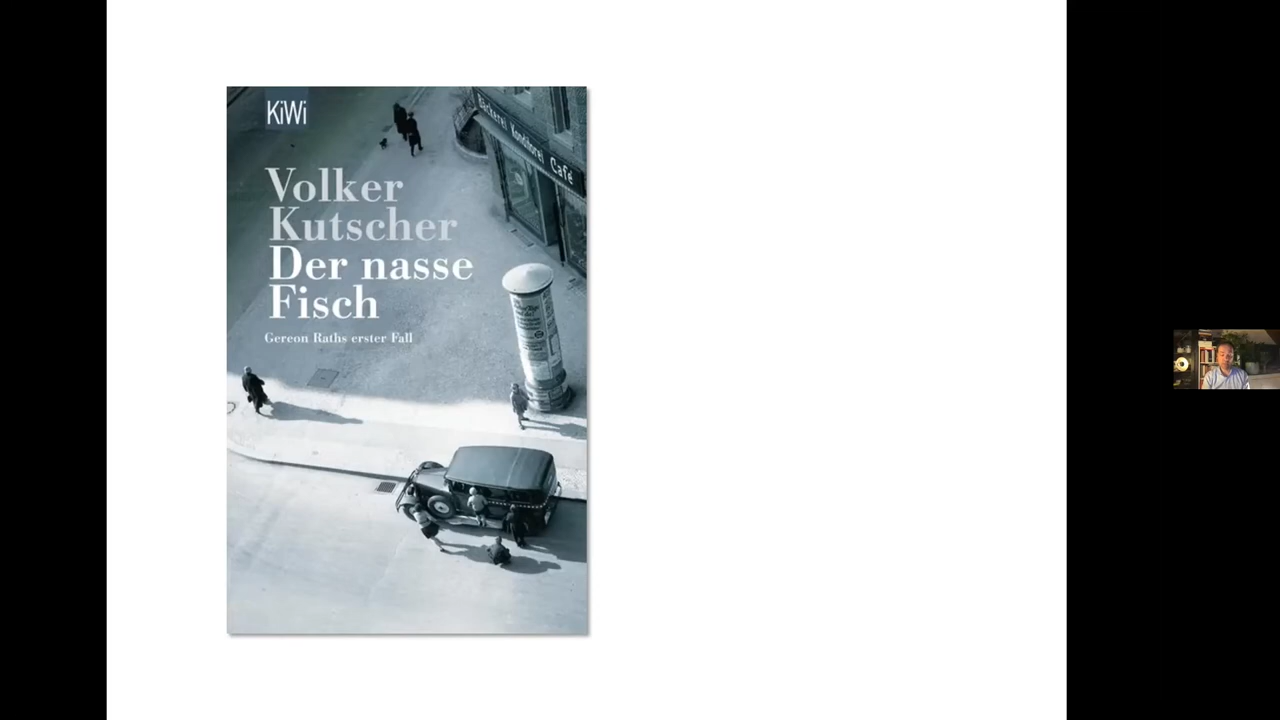 KiWi
Volker
Kutscher
Der nasse
Fisch
Gereon Raths erster Fall
Bäckerei Konditorei Café